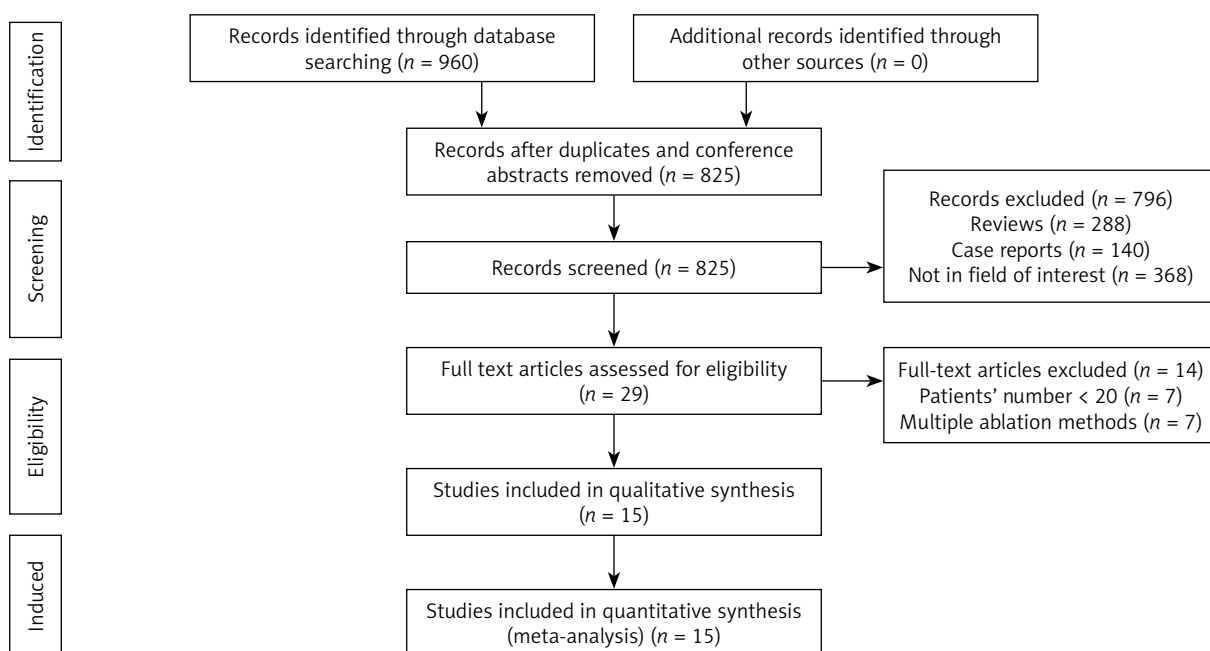 Identification
Records identified through database
searching (n = 960)
Additional records identified through
other sources (n = 0)
Records after duplicates and conference
abstracts removed (n = 825)
Screening
Records screened (n = 825)
Records excluded (n = 796)
Reviews (n = 288)
Case reports (n = 140)
Not in field of interest (n = 368)
Eligibility
Full text articles assessed for eligibility
(n = 29)
Full-text articles excluded (n = 14)
Patients’ number < 20 (n = 7)
Multiple ablation methods (n = 7)
Studies included in qualitative synthesis
(n = 15)
Induced
Studies included in quantitative synthesis
(meta-analysis) (n = 15)